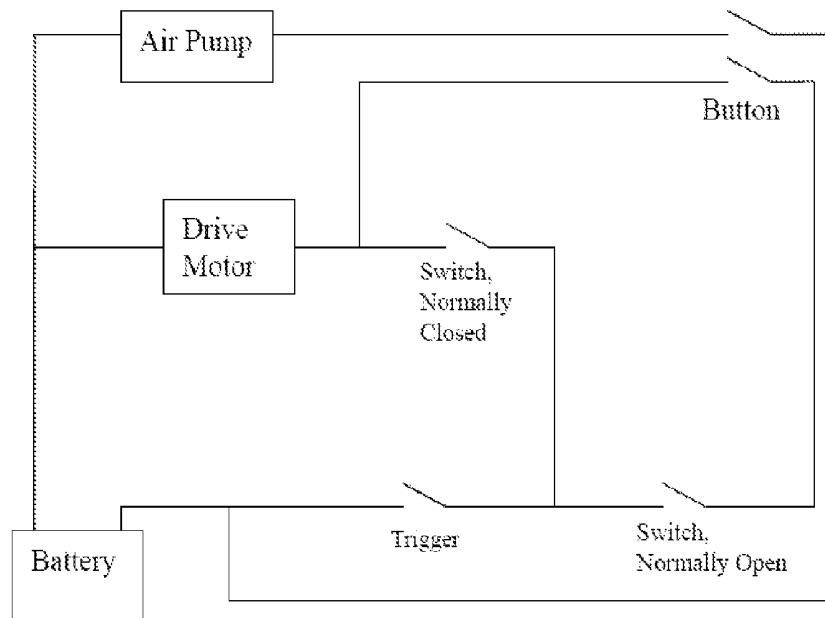 Air Pump
Button
Drive
Motor
Switch,
Normally
Closed
Trigger
Switch,
Normally Open
Battery